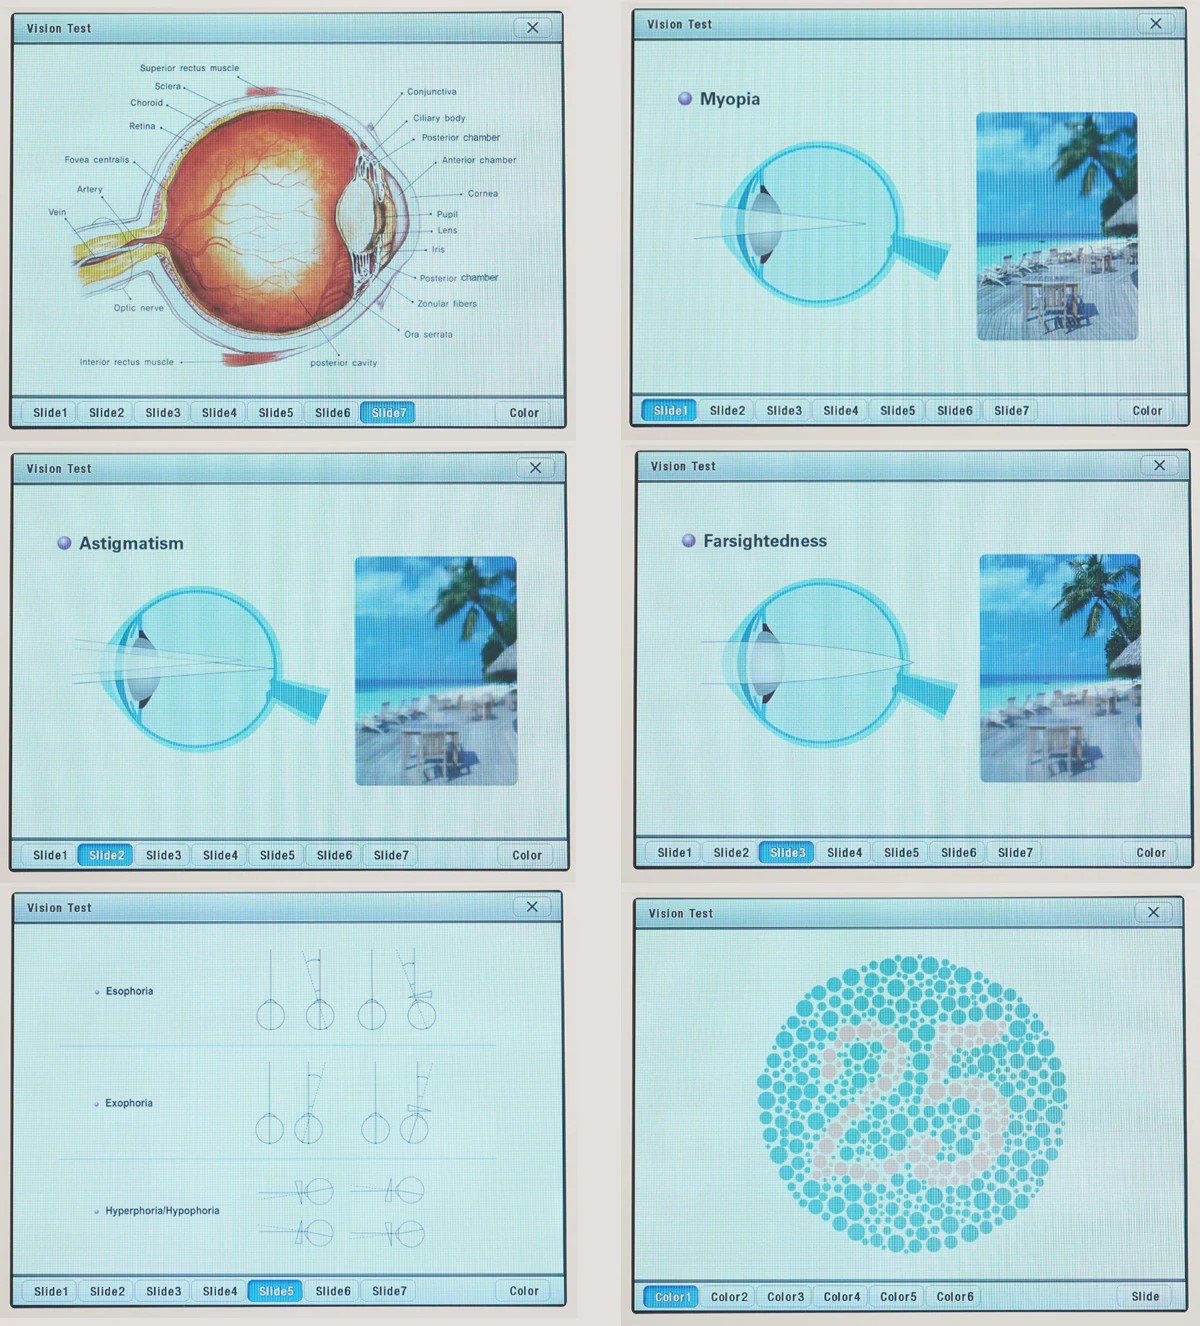 Vision Test
Superior rectus muscle
Sclera
Choroid
Retina
Fovea centralis
Artery
Vein
Optic nerve
Interior rectus muscle
Conjunctiva
Ciliary body
Posterior chamber
Anterior chamber
Cornea
Pupil
Lens
Iris
Posterior chamber
Zonular fibers
Ora serrata
posterior cavity
Slide1 Slide2 Slide3 Slide4 Slide5 Slide6 Slide7 Color
Vision Test
Myopia
Slide1 Slide2 Slide3 Slide4 Slide5 Slide6 Slide7 Color
Vision Test
Astigmatism
Slide1 Slide2 Slide3 Slide4 Slide5 Slide6 Slide7 Color
Vision Test
Farsightedness
Slide1 Slide2 Slide3 Slide4 Slide5 Slide6 Slide7 Color
Vision Test
Esophoria
Exophoria
Hyperphoria/Hypophoria
Slide1 Slide2 Slide3 Slide4 Slide5 Slide6 Slide7 Color
Vision Test
25
Color1 Color2 Color3 Color4 Color5 Color6 Slide